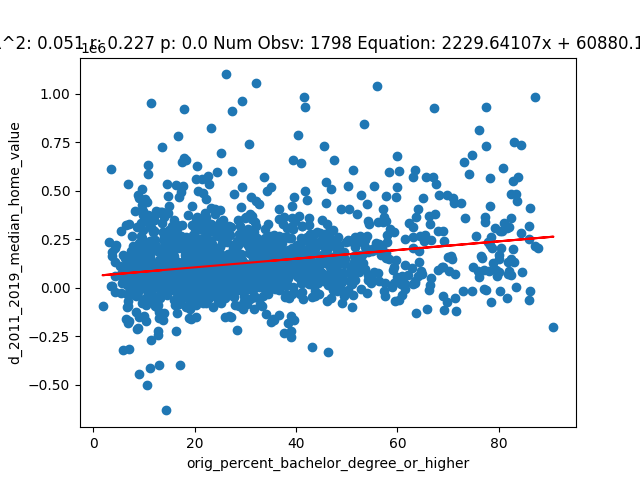 ^2: 0.051 r: 0.227 p: 0.0 Num Obsv: 1798 Equation: 2229.64107x + 60880.1
1e6
1.00
0.75
0.50
0.25
0.00
−0.25
−0.50
d_2011_2019_median_home_value
0 20 40 60 80
orig_percent_bachelor_degree_or_higher